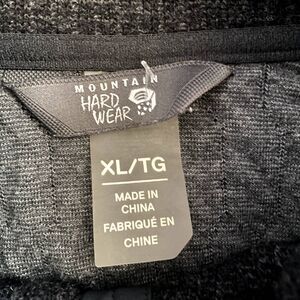 MOUNTAIN
HARD
WEAR
XL/TG
MADE IN
CHINA
FABRIQUÉ EN
CHINE